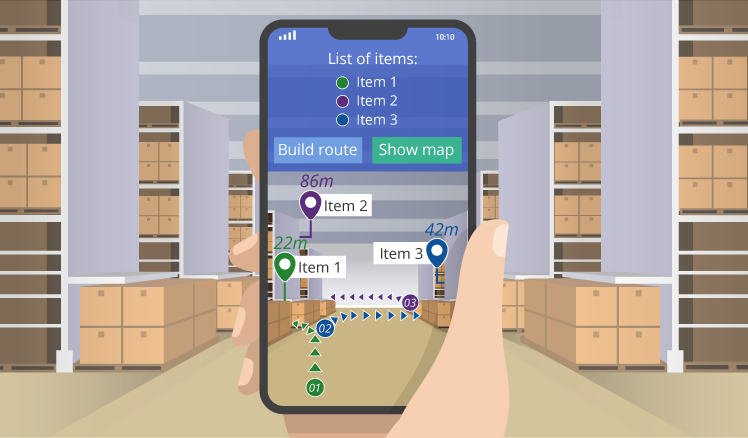 10:10
List of items:
Item 1
Item 2
Item 3
Build route Show map
86m
Item 2
42m
22m
Item 3
Item 1
03
02
01